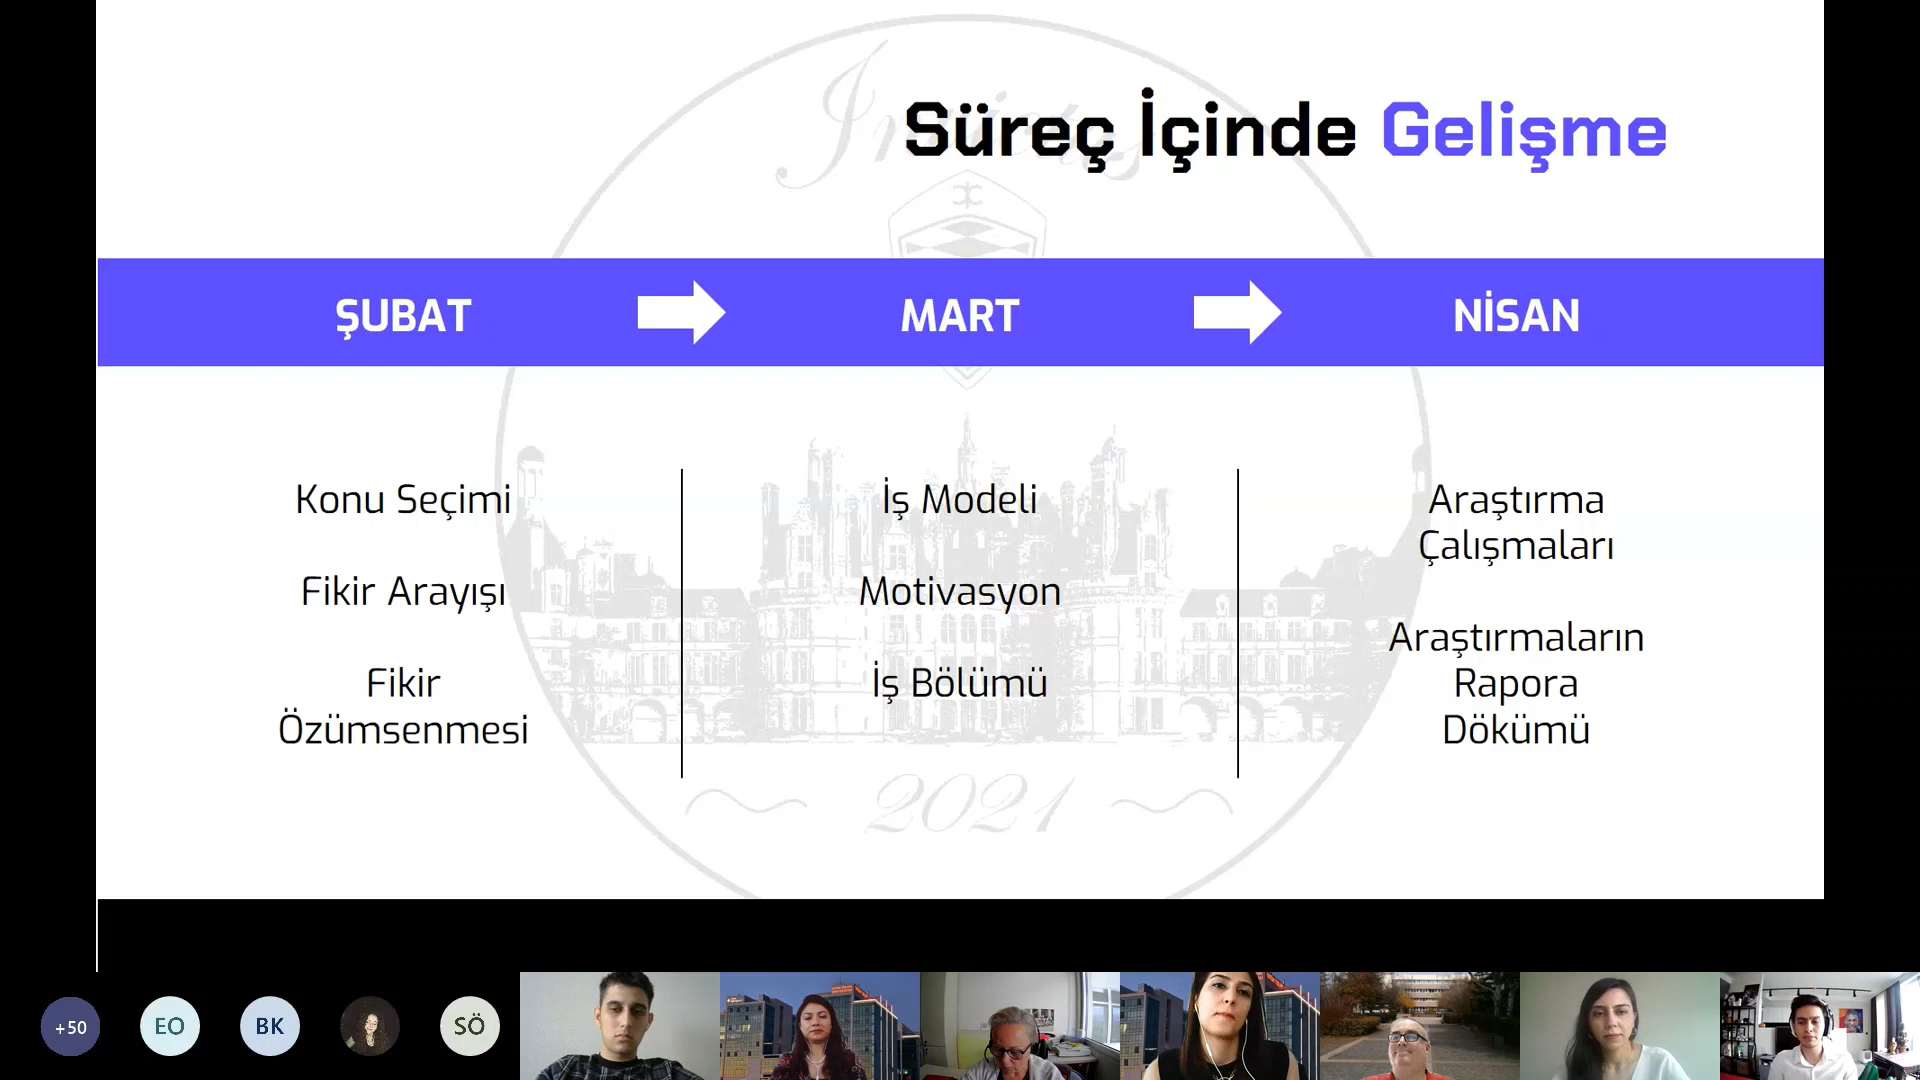 Süreç İçinde Gelişme
ŞUBAT
MART
NİSAN
Konu Seçimi
Fikir Arayışı
Fikir
Özümsenmesi
İş Modeli
Motivasyon
İş Bölümü
Araştırma
Çalışmaları
Araştırmaların
Rapora
Dökümü
2021
+50
EO
BK
SÖ